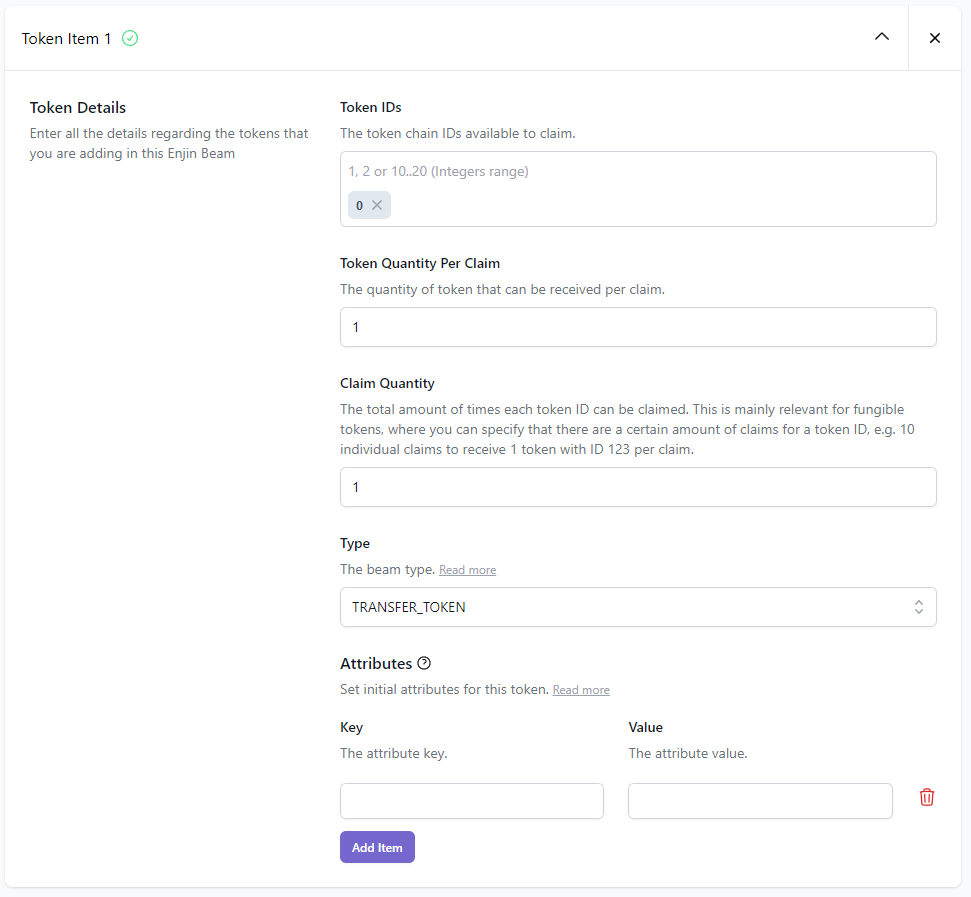 Token Item 1
Token Details
Enter all the details regarding the tokens that
you are adding in this Enjin Beam
Token IDs
The token chain IDs available to claim.
1, 2 or 10..20 (Integers range)
0
Token Quantity Per Claim
The quantity of token that can be received per claim.
1
Claim Quantity
The total amount of times each token ID can be claimed. This is mainly relevant for fungible
tokens, where you can specify that there are a certain amount of claims for a token ID, e.g. 10
individual claims to receive 1 token with ID 123 per claim.
1
Type
The beam type. Read more
TRANSFER_TOKEN
Attributes
Set initial attributes for this token. Read more
Key
The attribute key.
Value
The attribute value.
Add Item